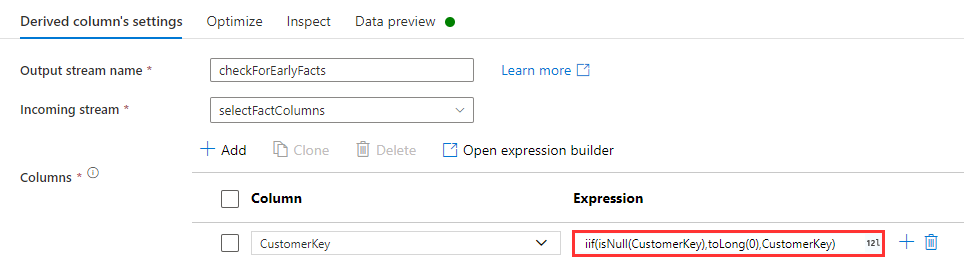 Derived column's settings Optimize Inspect Data preview
Output stream name * checkForEarlyFacts Learn more
Incoming stream * selectFactColumns
Add Clone Delete Open expression builder
Columns *
Column Expression
CustomerKey iif(isNull(CustomerKey),toLong(0),CustomerKey) 12l